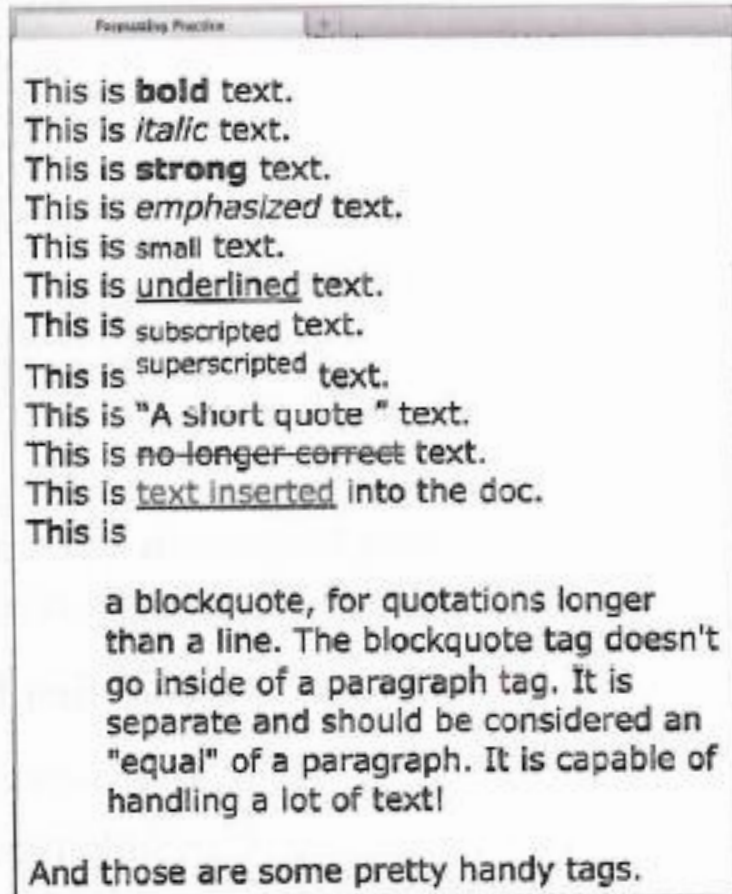 Formatting Practice
This is bold text.
This is italic text.
This is strong text.
This is emphasized text.
This is small text.
This is underlined text.
This is subscripted text.
This is superscripted text.
This is "A short quote " text.
This is no longer correct text.
This is text inserted into the doc.
This is
a blockquote, for quotations longer
than a line. The blockquote tag doesn't
go inside of a paragraph tag. It is
separate and should be considered an
"equal" of a paragraph. It is capable of
handling a lot of text!
And those are some pretty handy tags.